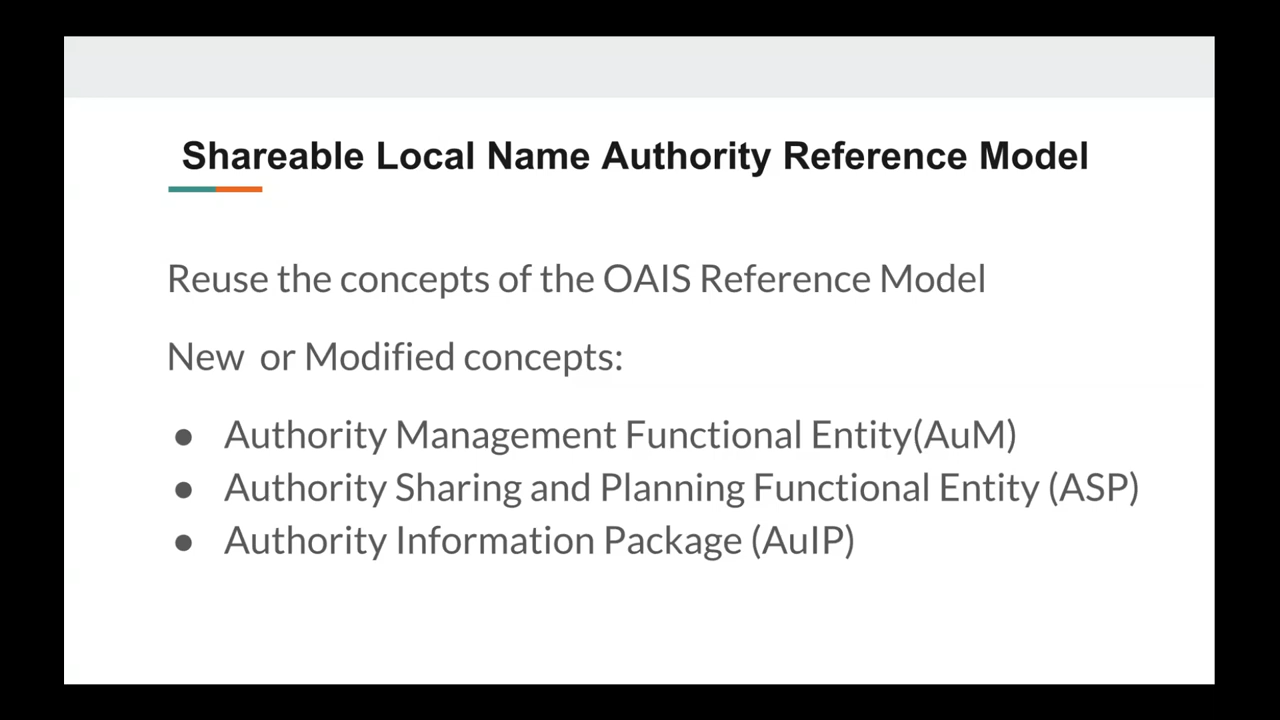 Shareable Local Name Authority Reference Model
Reuse the concepts of the OAIS Reference Model
New  or Modified concepts:
● Authority Management Functional Entity(AuM)
● Authority Sharing and Planning Functional Entity (ASP)
● Authority Information Package (AuIP)